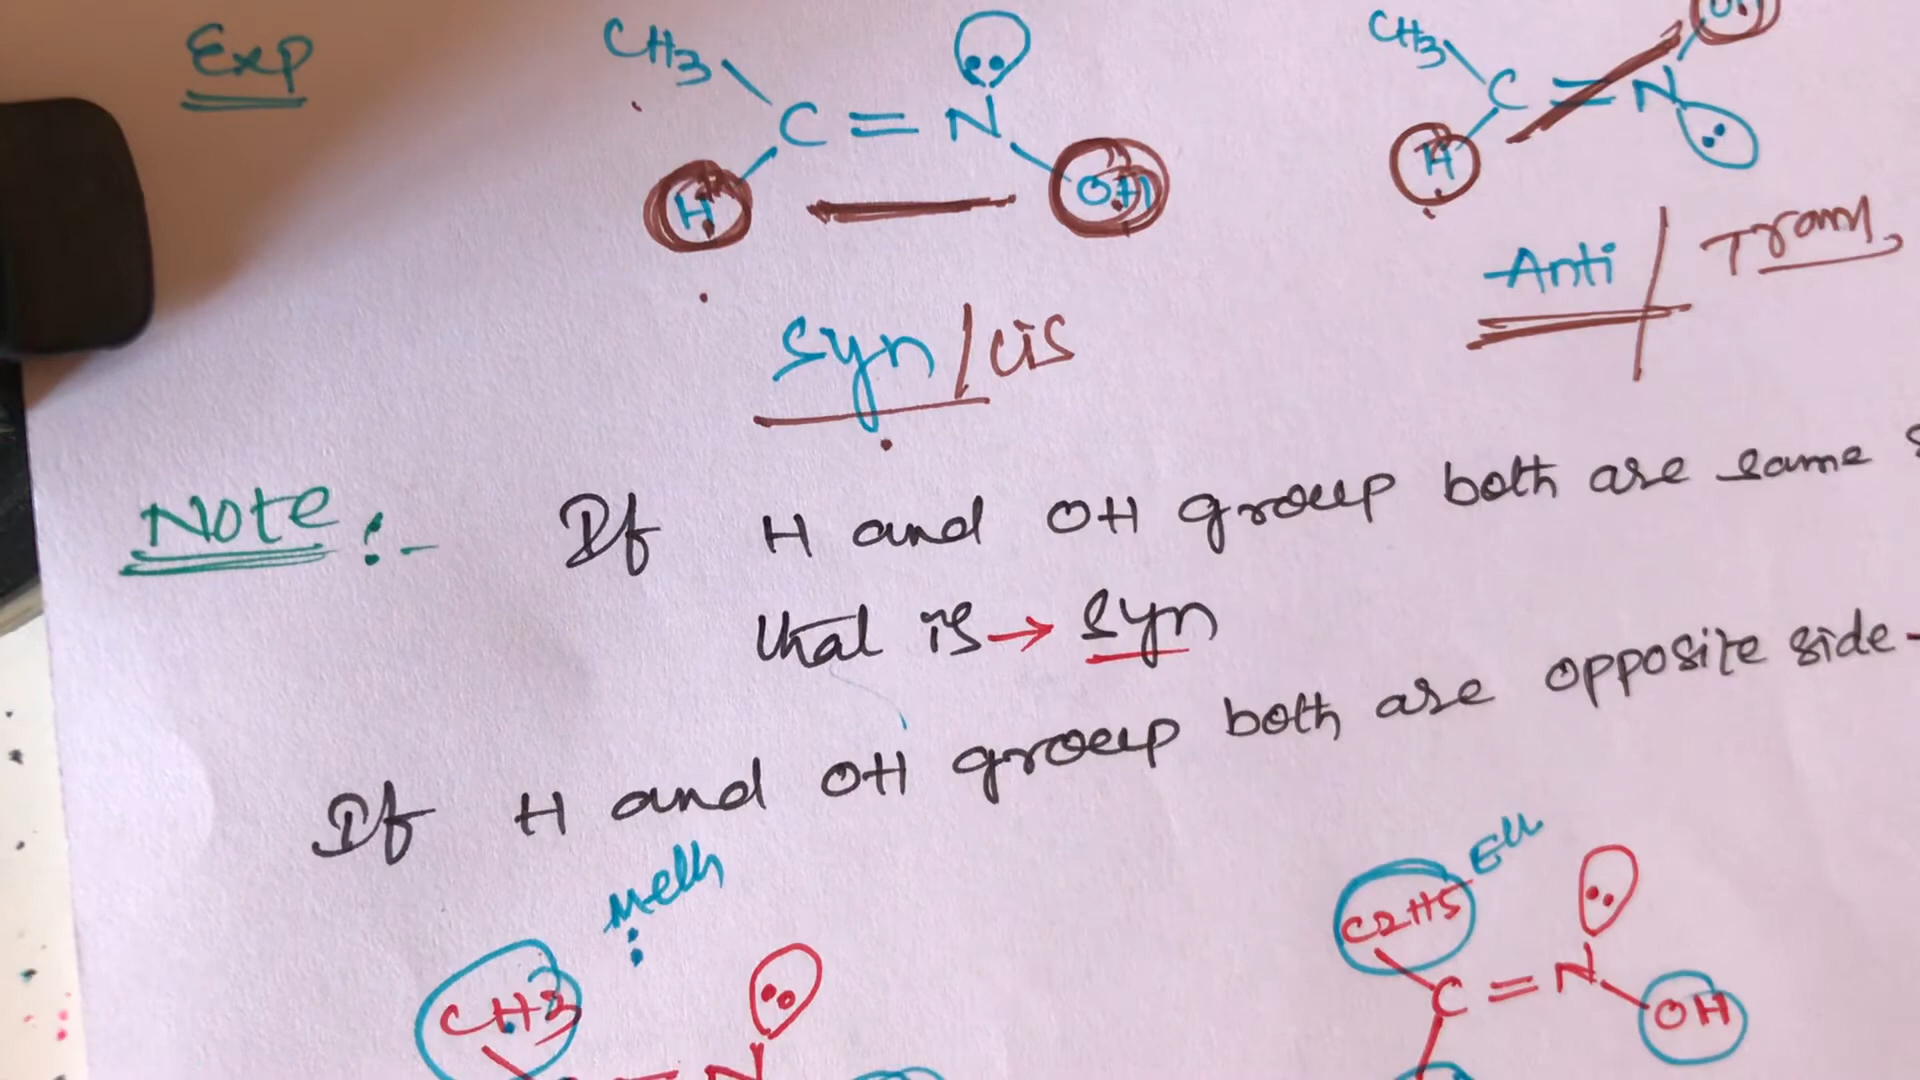 Exp
CH3
C = N
H
OH
CH3
C = N
OH
H
Syn / cis
Anti / Trans
Note :-
If H and OH group both are same
that is → syn
If H and OH group both are opposite side -
Meth
CH3
N
Eth
C2H5
C = N
OH